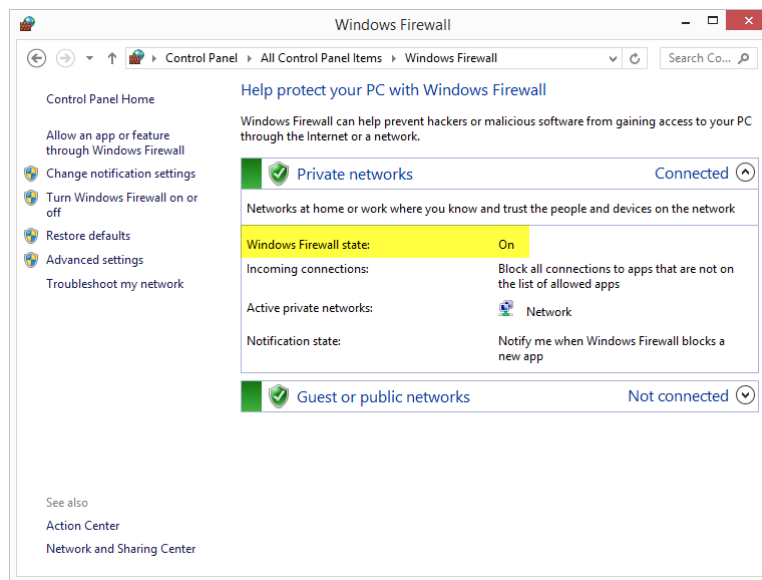 Windows Firewall
Control Panel All Control Panel Items Windows Firewall
Search Co...
Control Panel Home
Allow an app or feature
through Windows Firewall
Change notification settings
Turn Windows Firewall on or
off
Restore defaults
Advanced settings
Troubleshoot my network
Help protect your PC with Windows Firewall
Windows Firewall can help prevent hackers or malicious software from gaining access to your PC
through the Internet or a network.
Private networks Connected
Networks at home or work where you know and trust the people and devices on the network
Windows Firewall state: On
Incoming connections: Block all connections to apps that are not on
the list of allowed apps
Active private networks: Network
Notification state: Notify me when Windows Firewall blocks a
new app
Guest or public networks Not connected
See also
Action Center
Network and Sharing Center